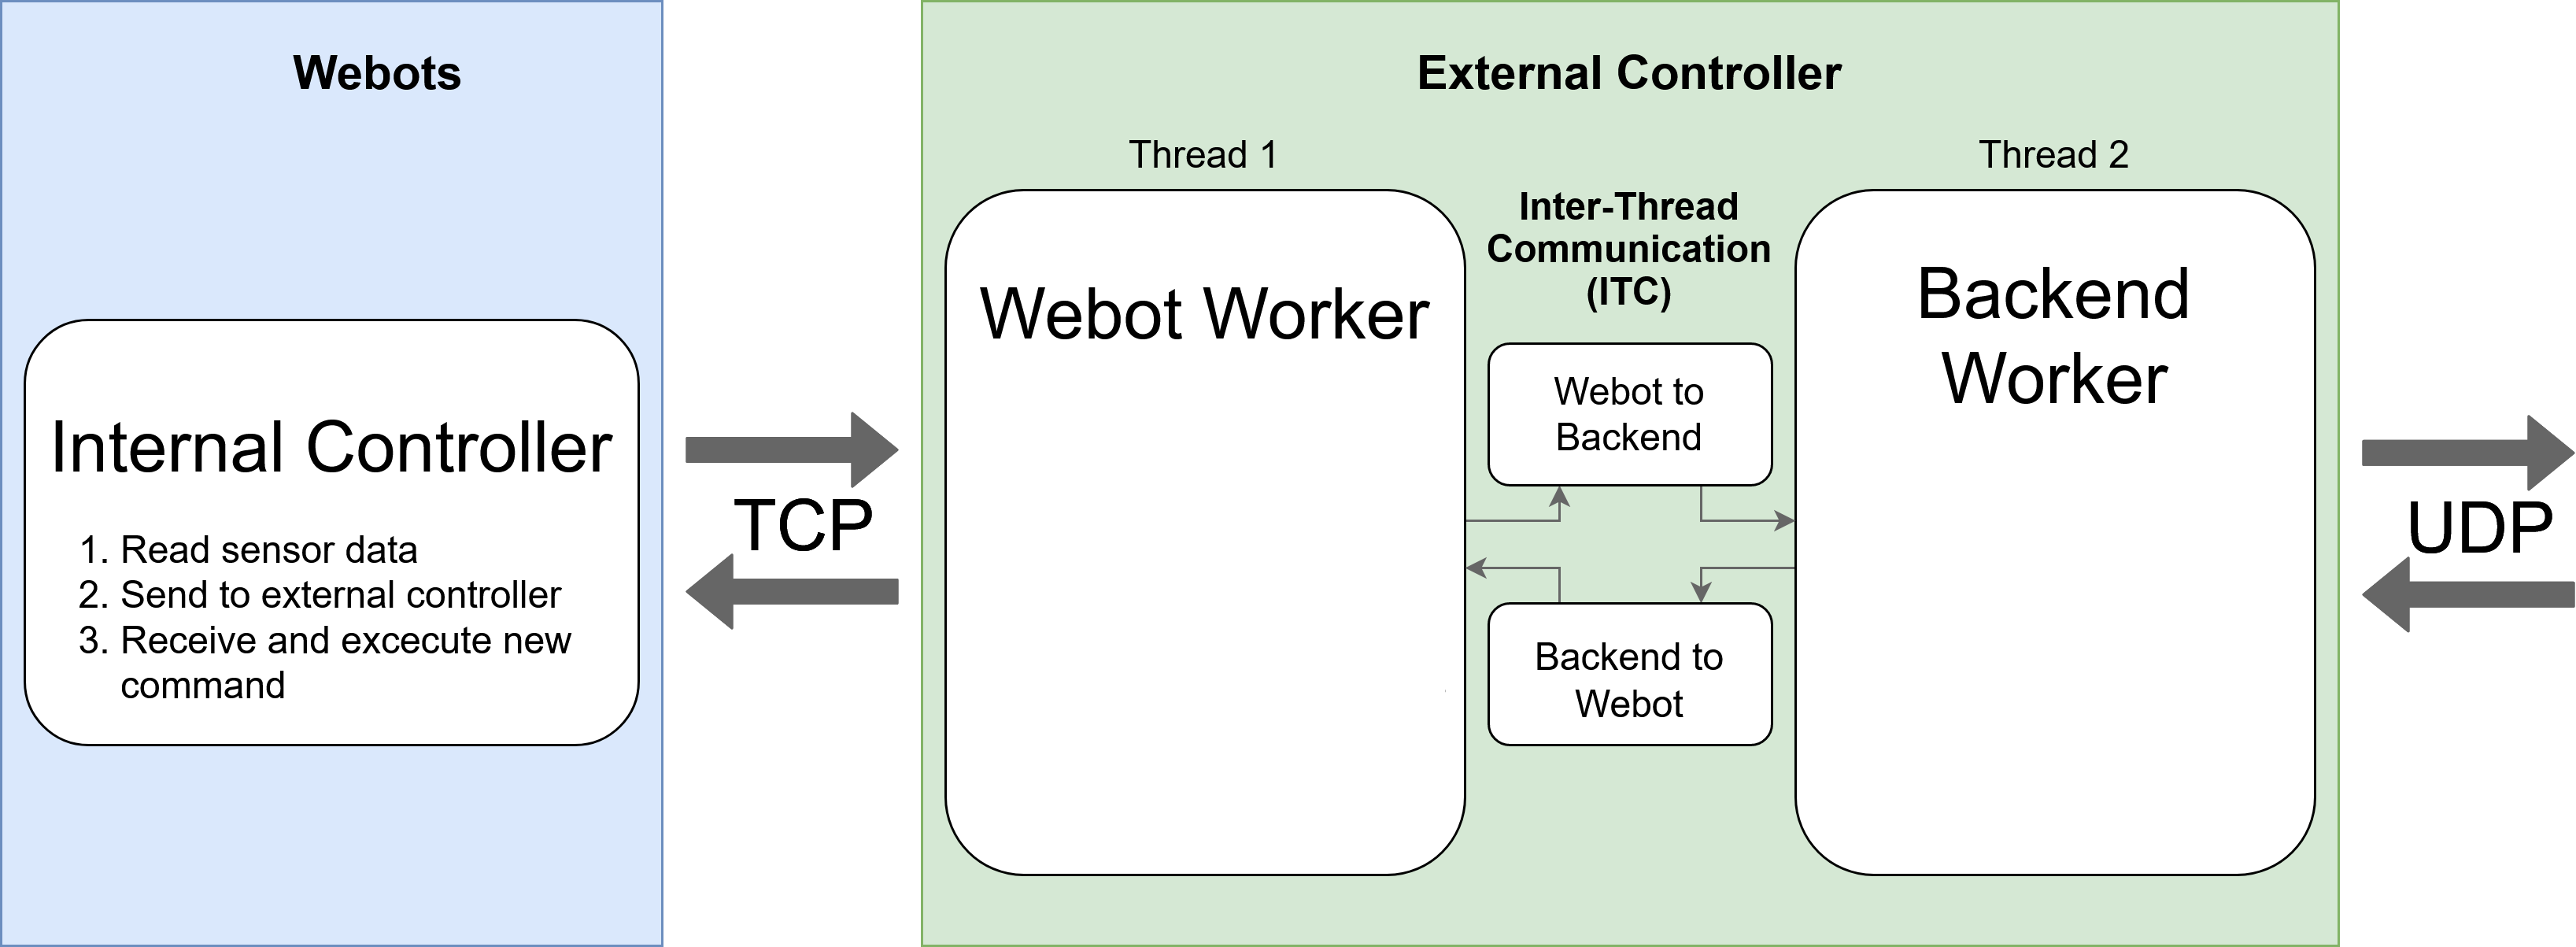 Webots
Internal Controller
1. Read sensor data
2. Send to external controller
3. Receive and excecute new
command
TCP
External Controller
Thread 1
Webot Worker
Inter-Thread
Communication
(ITC)
Webot to
Backend
Backend to
Webot
Thread 2
Backend
Worker
UDP